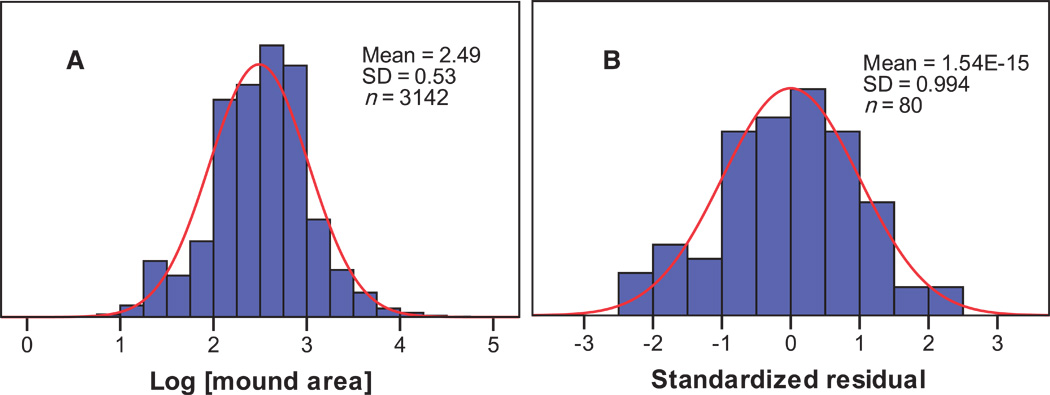 A
Mean = 2.49
SD = 0.53
n = 3142
0 1 2 3 4 5
Log [mound area]
B
Mean = 1.54E-15
SD = 0.994
n = 80
-3 -2 -1 0 1 2 3
Standardized residual